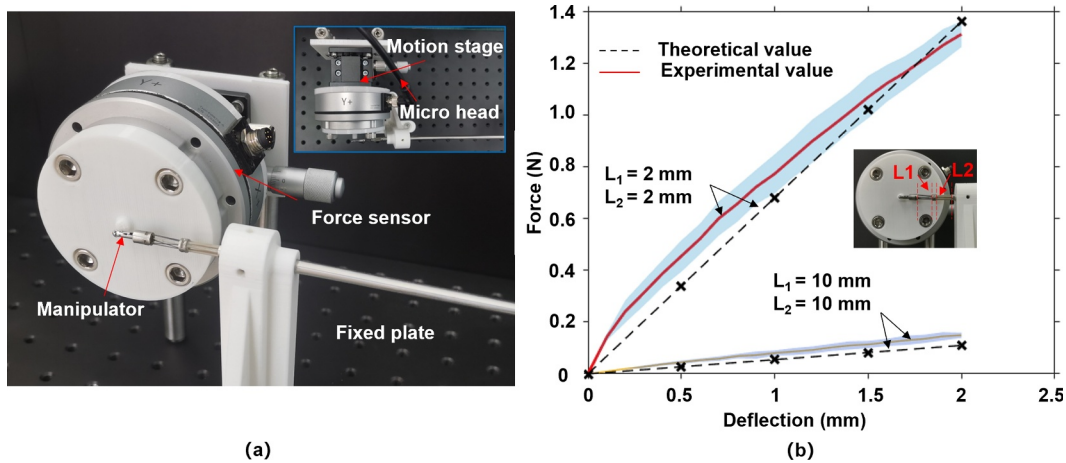 Motion stage
Y+
Micro head
Y+
Force sensor
Manipulator
Fixed plate
(a)
1.4
1.2
1.0
0.8
0.6
0.4
0.2
0
Force (N)
Theoretical value
Experimental value
L₁ = 2 mm
L₂ = 2 mm
L1
L2
L₁ = 10 mm
L₂ = 10 mm
0
0.5
1
1.5
2
2.5
Deflection (mm)
(b)